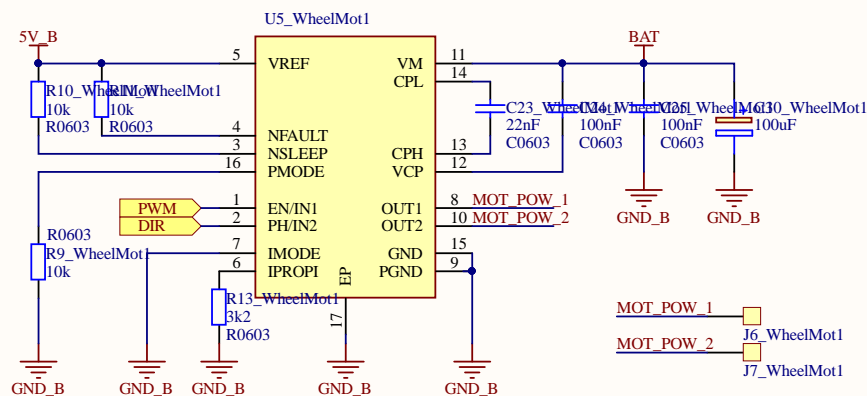 U5_WheelMot1
5V_B
BAT
5 VREF VM 11
CPL 14
R10_WheelMot1 R11_WheelMot1
10k 10k
R0603 R0603
C23_WheelMot1 C24_WheelMot1 C25_WheelMot1 C30_WheelMot1
22nF 100nF 100nF 100uF
C0603 C0603 C0603
+
4 NFAULT
3 NSLEEP CPH 13
16 PMODE VCP 12
GND_B GND_B
PWM 1 EN/IN1 OUT1 8 MOT_POW_1
DIR 2 PH/IN2 OUT2 10 MOT_POW_2
R0603
R9_WheelMot1
10k
7 IMODE GND 15
6 IPROPI PGND 9
EP
17
R13_WheelMot1
3k2
R0603
MOT_POW_1
J6_WheelMot1
MOT_POW_2
J7_WheelMot1
GND_B GND_B GND_B GND_B GND_B